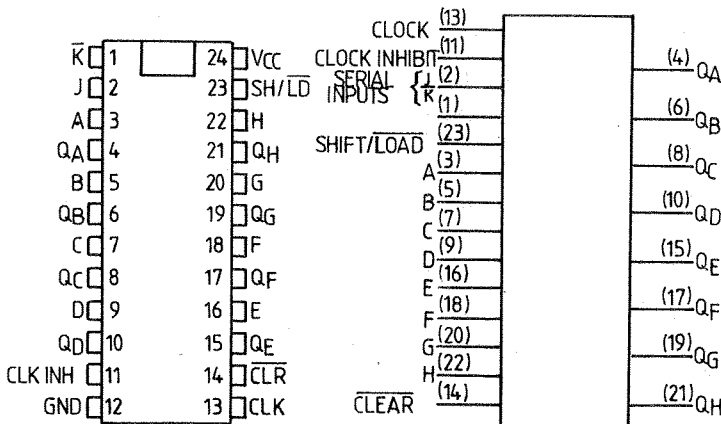 K̅ 1 24 VCC
J 2 23 SH/L̅D̅
A 3 22 H
QA 4 21 QH
B 5 20 G
QB 6 19 QG
C 7 18 F
QC 8 17 QF
D 9 16 E
QD 10 15 QE
CLK INH 11 14 C̅L̅R̅
GND 12 13 CLK
CLOCK (13)
CLOCK INHIBIT (11)
SERIAL INPUTS { J (2)
K̅ (1)
SHIFT/L̅O̅A̅D̅ (23)
A (3)
B (5)
C (7)
D (9)
E (16)
F (18)
G (20)
H (22)
C̅L̅E̅A̅R̅ (14)
(4) QA
(6) QB
(8) QC
(10) QD
(15) QE
(17) QF
(19) QG
(21) QH